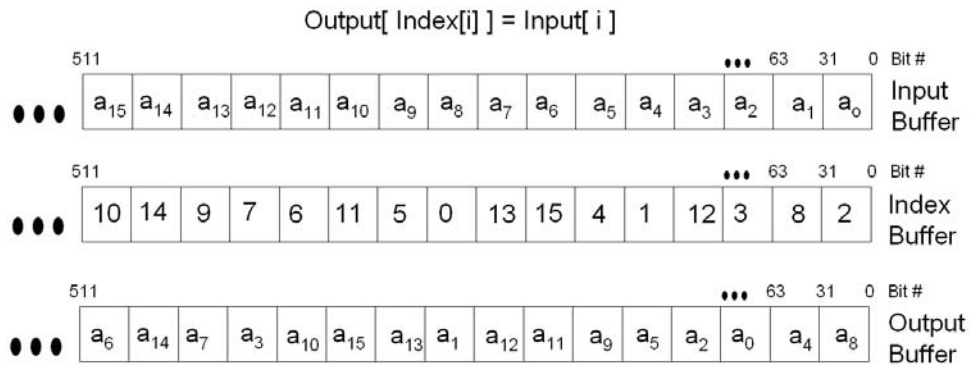 Output[ Index[i] ] = Input[ i ]
511 ••• 63 31 0 Bit #
••• a₁₅ a₁₄ a₁₃ a₁₂ a₁₁ a₁₀ a₉ a₈ a₇ a₆ a₅ a₄ a₃ a₂ a₁ a₀ Input
Buffer
511 ••• 63 31 0 Bit #
••• 10 14 9 7 6 11 5 0 13 15 4 1 12 3 8 2 Index
Buffer
511 ••• 63 31 0 Bit #
••• a₆ a₁₄ a₇ a₃ a₁₀ a₁₅ a₁₃ a₁ a₁₂ a₁₁ a₉ a₅ a₂ a₀ a₄ a₈ Output
Buffer